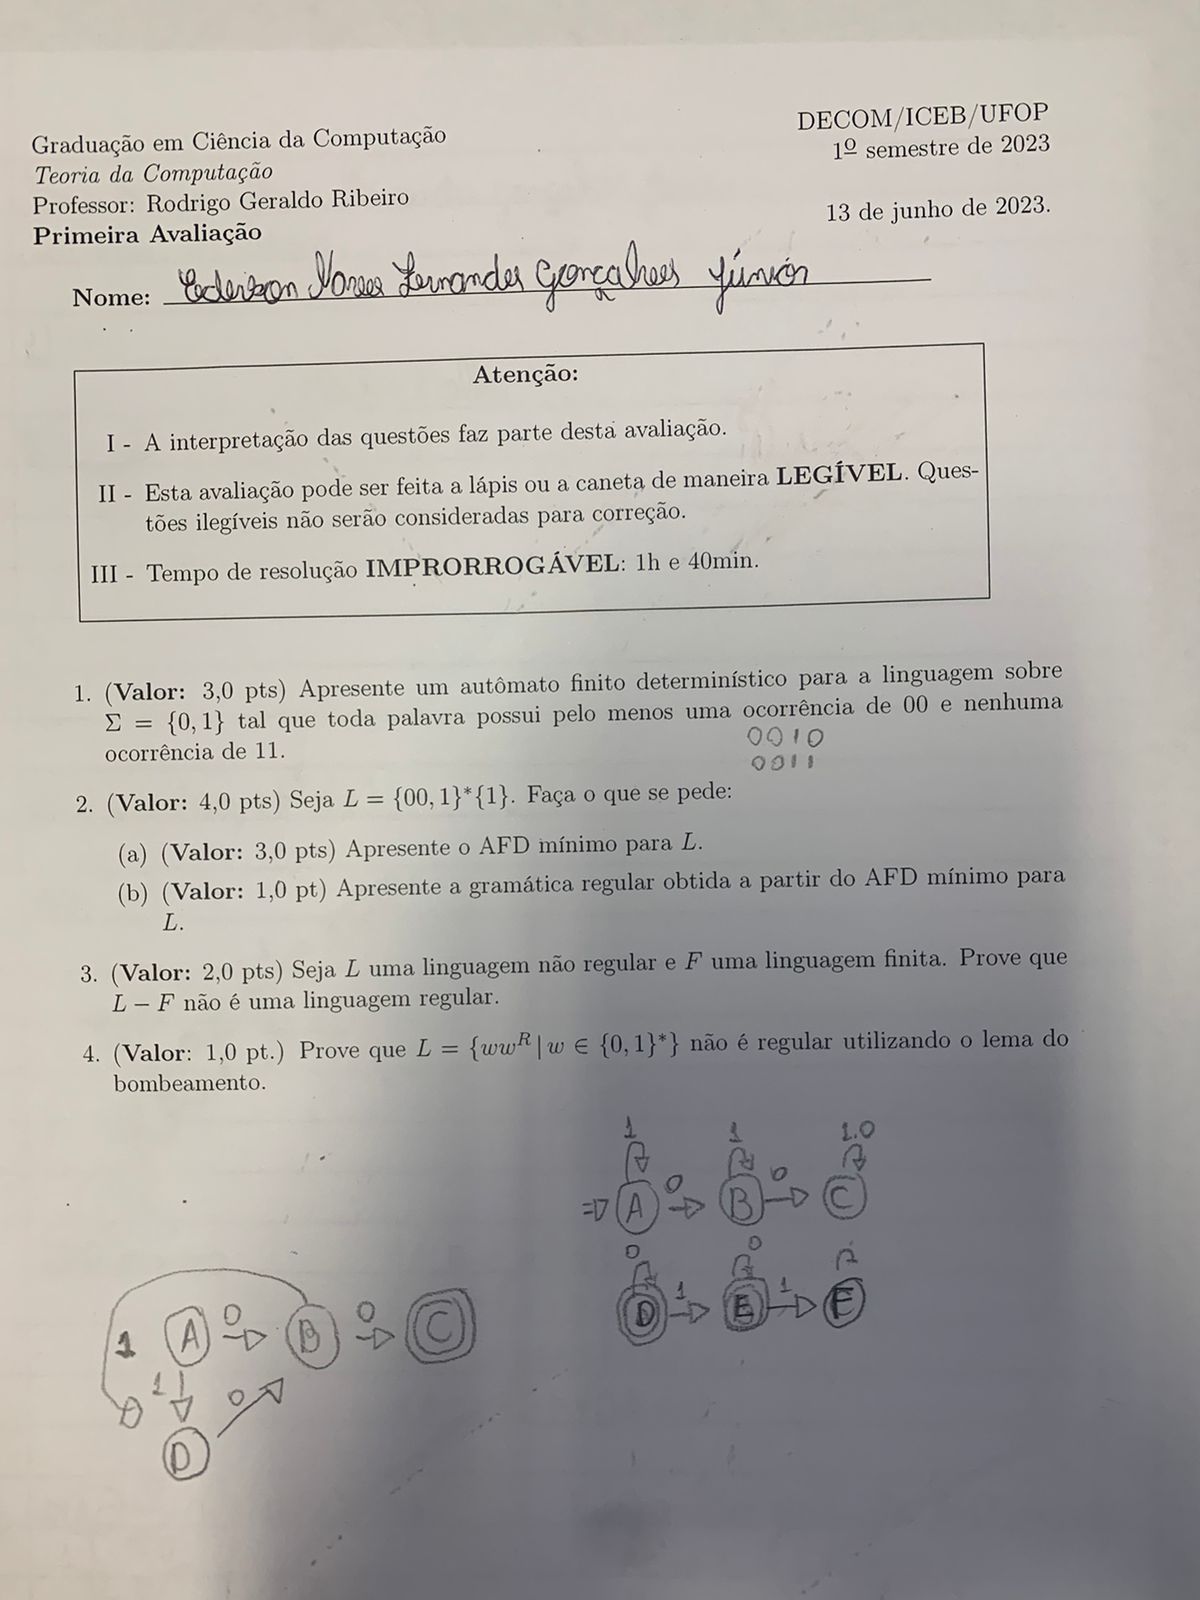 Graduação em Ciência da Computação
Teoria da Computação
Professor: Rodrigo Geraldo Ribeiro
Primeira Avaliação
DECOM/ICEB/UFOP
1º semestre de 2023
13 de junho de 2023.
Nome: Fernandes Gonçalves Júnior
Atenção:
I - A interpretação das questões faz parte desta avaliação.
II - Esta avaliação pode ser feita a lápis ou a caneta de maneira LEGÍVEL. Ques-
tões ilegíveis não serão consideradas para correção.
III - Tempo de resolução IMPRORROGÁVEL: 1h e 40min.
1. (Valor: 3,0 pts) Apresente um autômato finito determinístico para a linguagem sobre
Σ = {0, 1} tal que toda palavra possui pelo menos uma ocorrência de 00 e nenhuma
ocorrência de 11.
0010
0011
2. (Valor: 4,0 pts) Seja L = {00, 1}*{1}. Faça o que se pede:
(a) (Valor: 3,0 pts) Apresente o AFD mínimo para L.
(b) (Valor: 1,0 pt) Apresente a gramática regular obtida a partir do AFD mínimo para
L.
3. (Valor: 2,0 pts) Seja L uma linguagem não regular e F uma linguagem finita. Prove que
L − F não é uma linguagem regular.
4. (Valor: 1,0 pt.) Prove que L = {wwᴿ | w ∈ {0, 1}*} não é regular utilizando o lema do
bombeamento.
1 1 1.0
A 0 B 0 C
0 0
D 1 E 1 F
1 A 0 B 0 C
1 0
D